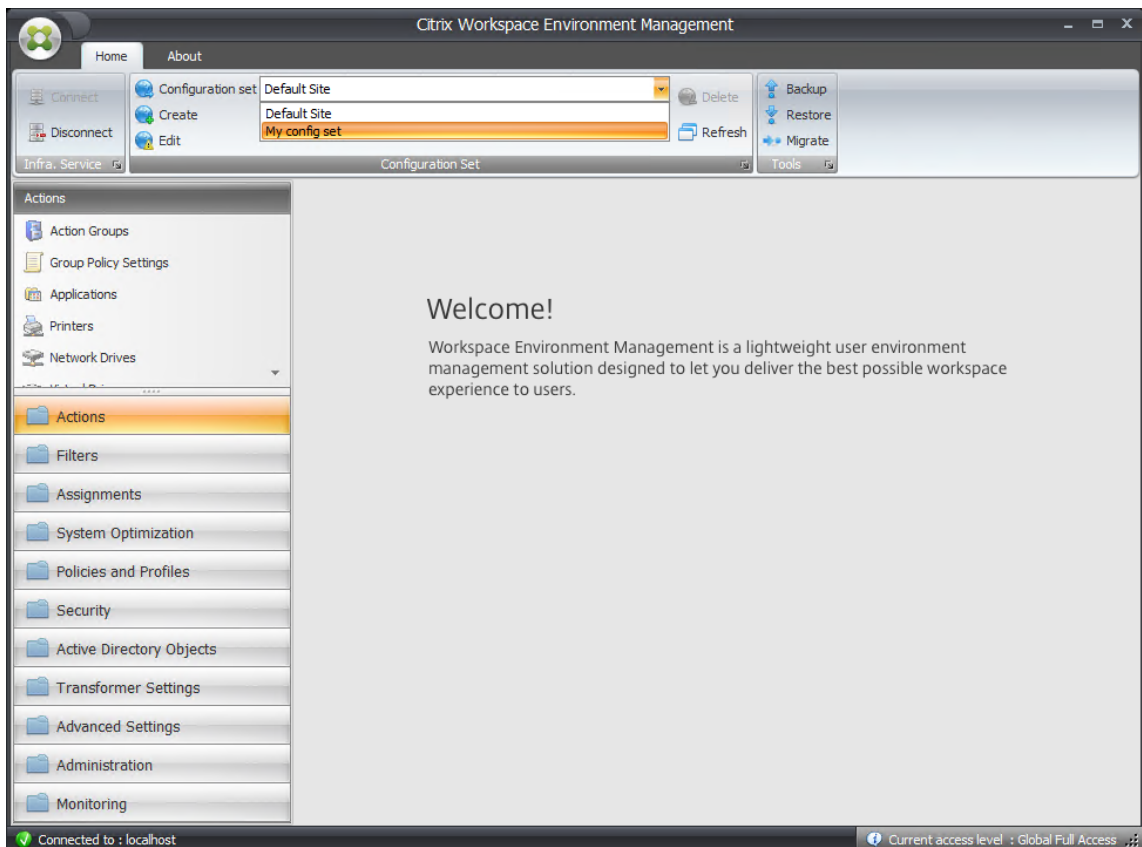 Citrix Workspace Environment Management
Home
About
Connect
Disconnect
Infra. Service
Configuration set
Default Site
Default Site
My config set
Create
Edit
Delete
Refresh
Configuration Set
Backup
Restore
Migrate
Tools
Actions
Action Groups
Group Policy Settings
Applications
Printers
Network Drives
Actions
Filters
Assignments
System Optimization
Policies and Profiles
Security
Active Directory Objects
Transformer Settings
Advanced Settings
Administration
Monitoring
Welcome!
Workspace Environment Management is a lightweight user environment
management solution designed to let you deliver the best possible workspace
experience to users.
Connected to : localhost
Current access level : Global Full Access